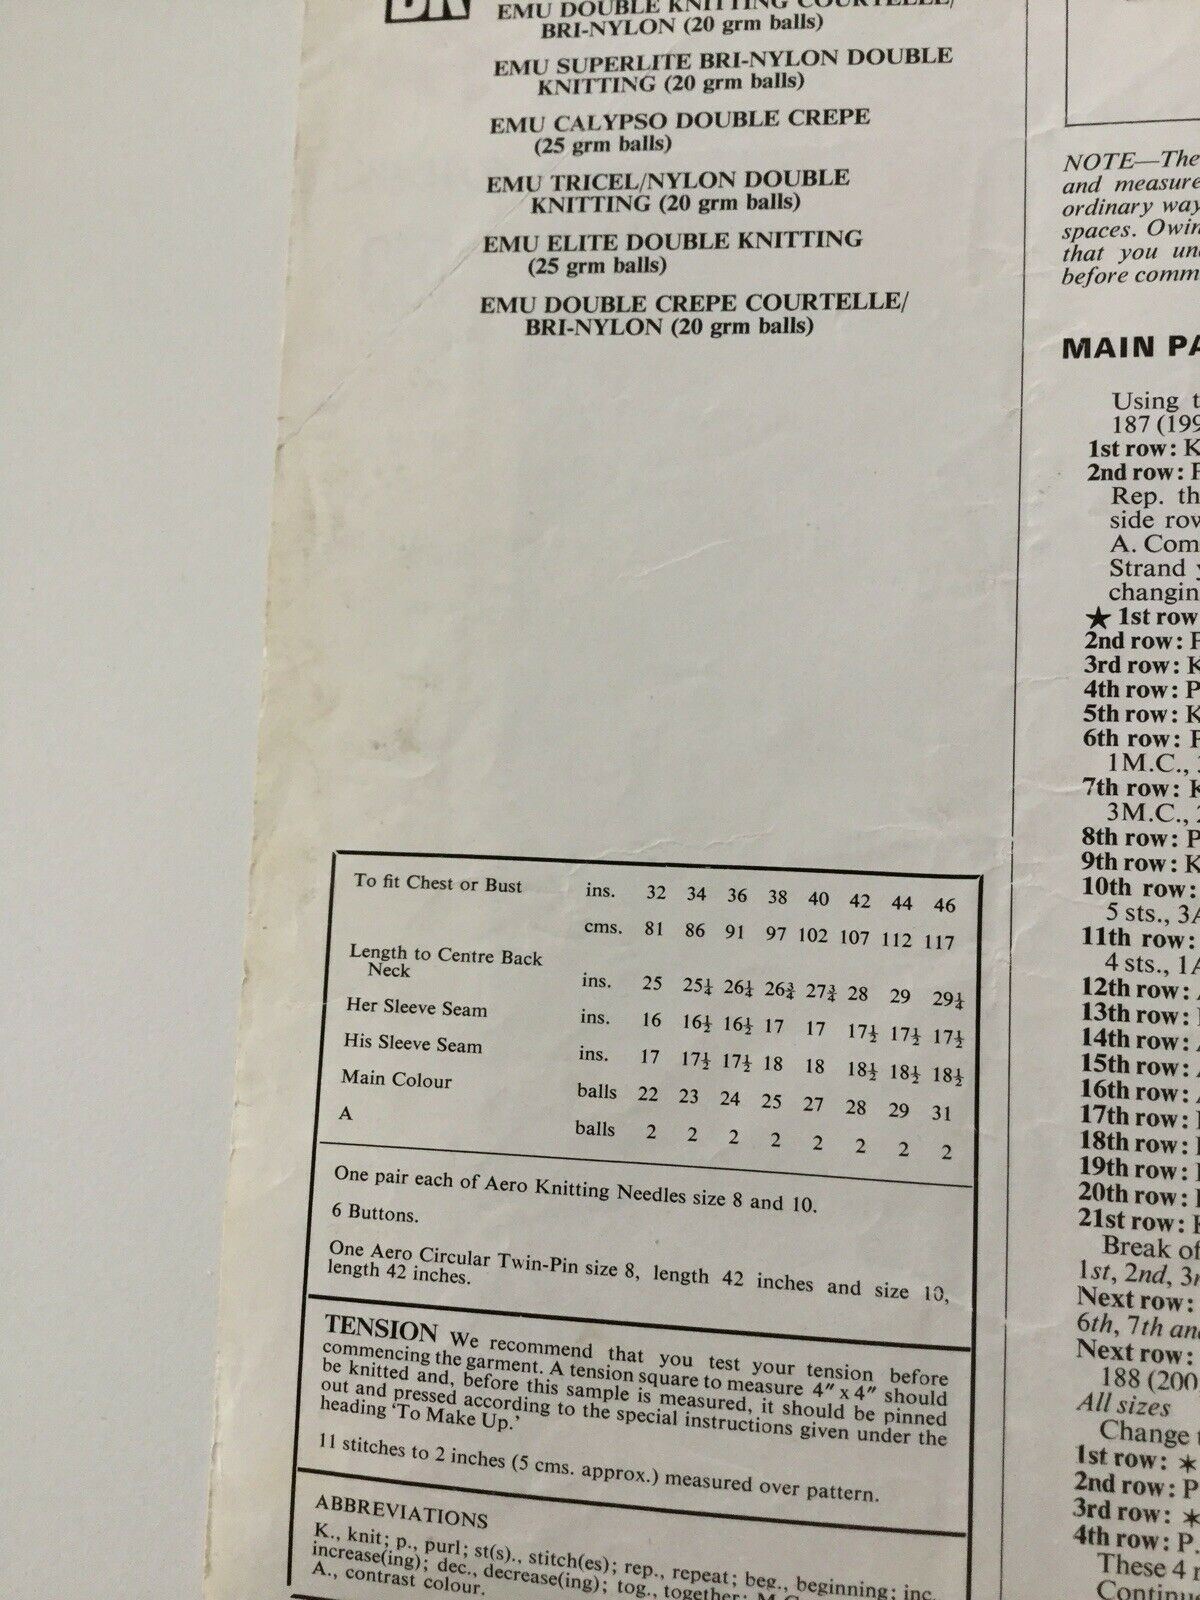 DK
EMU DOUBLE KNITTING COURTELLE/
BRI-NYLON (20 grm balls)
EMU SUPERLITE BRI-NYLON DOUBLE
KNITTING (20 grm balls)
EMU CALYPSO DOUBLE CREPE
(25 grm balls)
EMU TRICEL/NYLON DOUBLE
KNITTING (20 grm balls)
EMU ELITE DOUBLE KNITTING
(25 grm balls)
EMU DOUBLE CREPE COURTELLE/
BRI-NYLON (20 grm balls)
To fit Chest or Bust ins. 32 34 36 38 40 42 44 46
cms. 81 86 91 97 102 107 112 117
Length to Centre Back
Neck ins. 25 25¼ 26¼ 26¾ 27¾ 28 29 29¼
Her Sleeve Seam ins. 16 16½ 16½ 17 17 17½ 17½ 17½
His Sleeve Seam ins. 17 17½ 17½ 18 18 18½ 18½ 18½
Main Colour balls 22 23 24 25 27 28 29 31
A balls 2 2 2 2 2 2 2 2
One pair each of Aero Knitting Needles size 8 and 10.
6 Buttons.
One Aero Circular Twin-Pin size 8, length 42 inches and size 10,
length 42 inches.
TENSION We recommend that you test your tension before
commencing the garment. A tension square to measure 4″ x 4″ should
be knitted and, before this sample is measured, it should be pinned
out and pressed according to the special instructions given under the
heading 'To Make Up.'
11 stitches to 2 inches (5 cms. approx.) measured over pattern.
ABBREVIATIONS
K., knit; p., purl; st(s)., stitch(es); rep., repeat; beg., beginning; inc.
increase(ing); dec., decrease(ing); tog., together;
A., contrast colour.
NOTE—The
and measure
ordinary way
spaces. Owin
that you un
before comm
MAIN PA
Using t
187 (199
1st row: K
2nd row: P
Rep. th
side row
A. Com
Strand y
changin
★ 1st row
2nd row: P
3rd row: K
4th row: P
5th row: K
6th row: P
1M.C.,
7th row: K
3M.C.,
8th row: P
9th row: K
10th row:
5 sts., 3A
11th row:
4 sts., 1A
12th row:
13th row:
14th row:
15th row:
16th row:
17th row:
18th row:
19th row:
20th row:
21st row: K
Break of
1st, 2nd, 3r
Next row:
6th, 7th and
Next row:
188 (200
All sizes
Change t
1st row: ✶
2nd row: P
3rd row: ✶
4th row: P.
These 4 r
Continu